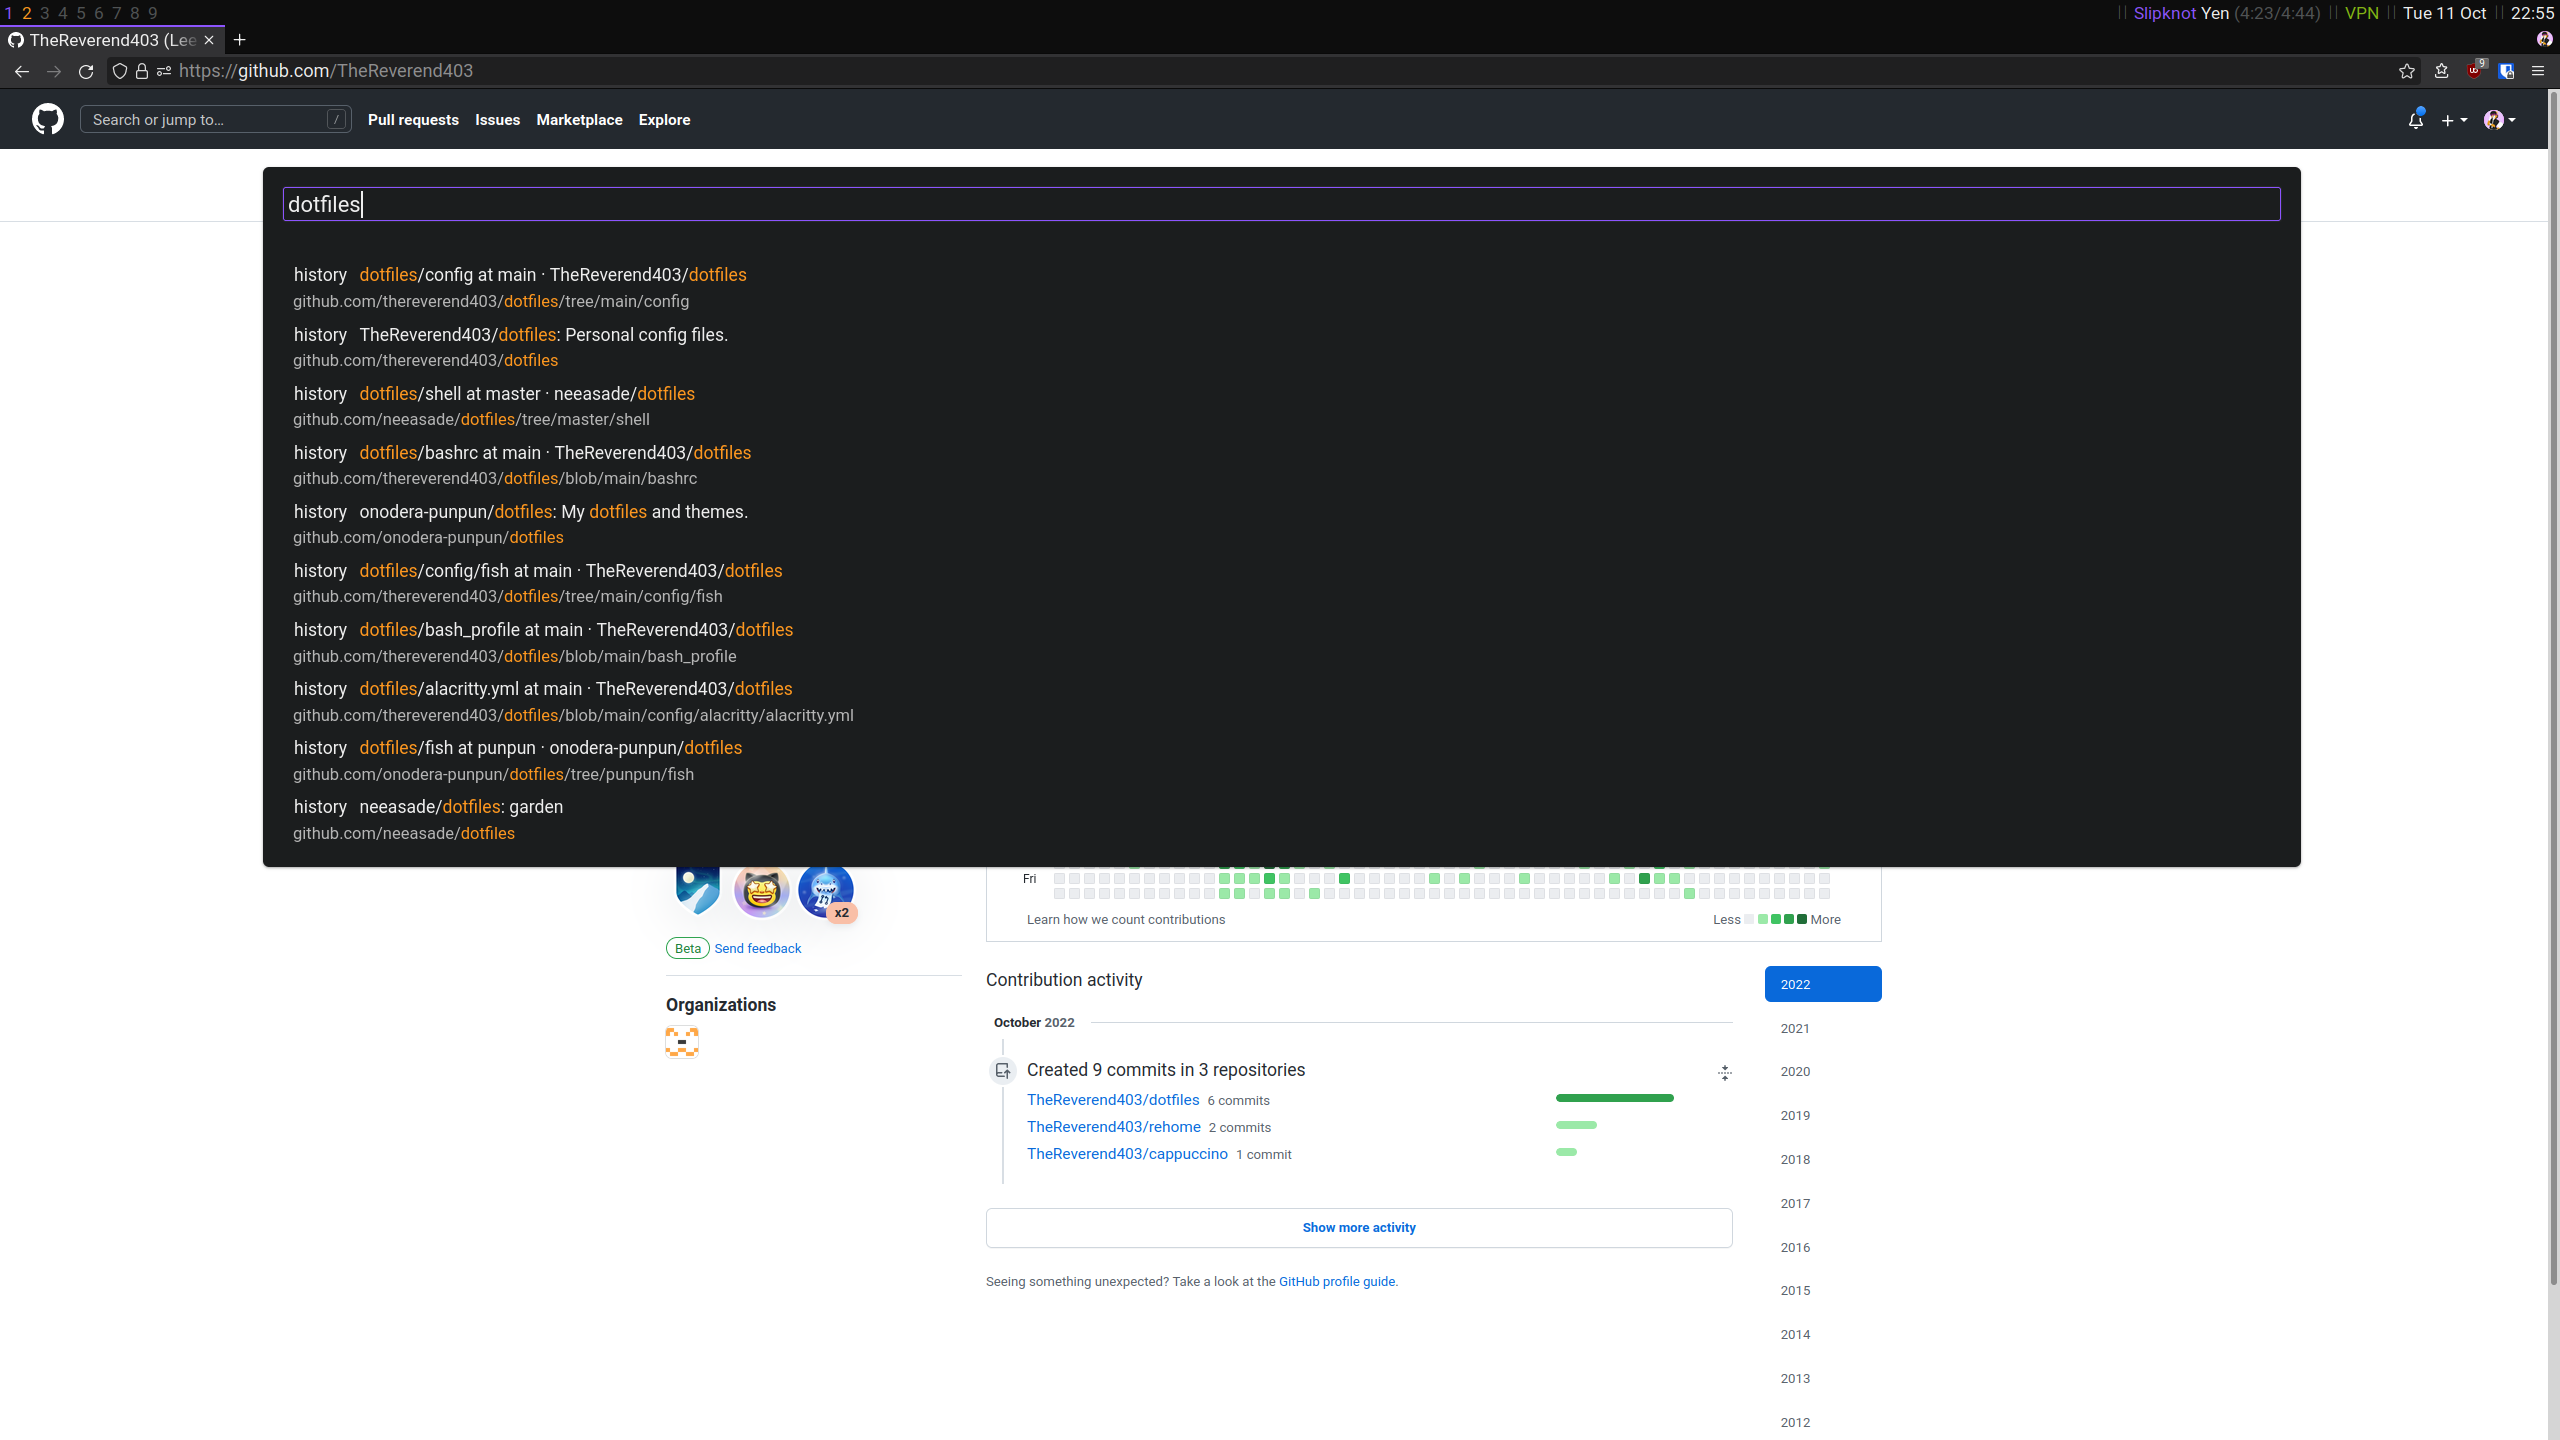 1 2 3 4 5 6 7 8 9
Slipknot Yen (4:23/4:44) VPN Tue 11 Oct 22:55
TheReverend403 (Lee
https://github.com/TheReverend403
9
Search or jump to... / Pull requests Issues Marketplace Explore
dotfiles
history dotfiles/config at main · TheReverend403/dotfiles
github.com/thereverend403/dotfiles/tree/main/config
history TheReverend403/dotfiles: Personal config files.
github.com/thereverend403/dotfiles
history dotfiles/shell at master · neeasade/dotfiles
github.com/neeasade/dotfiles/tree/master/shell
history dotfiles/bashrc at main · TheReverend403/dotfiles
github.com/thereverend403/dotfiles/blob/main/bashrc
history onodera-punpun/dotfiles: My dotfiles and themes.
github.com/onodera-punpun/dotfiles
history dotfiles/config/fish at main · TheReverend403/dotfiles
github.com/thereverend403/dotfiles/tree/main/config/fish
history dotfiles/bash_profile at main · TheReverend403/dotfiles
github.com/thereverend403/dotfiles/blob/main/bash_profile
history dotfiles/alacritty.yml at main · TheReverend403/dotfiles
github.com/thereverend403/dotfiles/blob/main/config/alacritty/alacritty.yml
history dotfiles/fish at punpun · onodera-punpun/dotfiles
github.com/onodera-punpun/dotfiles/tree/punpun/fish
history neeasade/dotfiles: garden
github.com/neeasade/dotfiles
x2
Beta Send feedback
Organizations
Fri
Learn how we count contributions
Less More
Contribution activity
October 2022
Created 9 commits in 3 repositories
TheReverend403/dotfiles 6 commits
TheReverend403/rehome 2 commits
TheReverend403/cappuccino 1 commit
Show more activity
Seeing something unexpected? Take a look at the GitHub profile guide.
2022
2021
2020
2019
2018
2017
2016
2015
2014
2013
2012